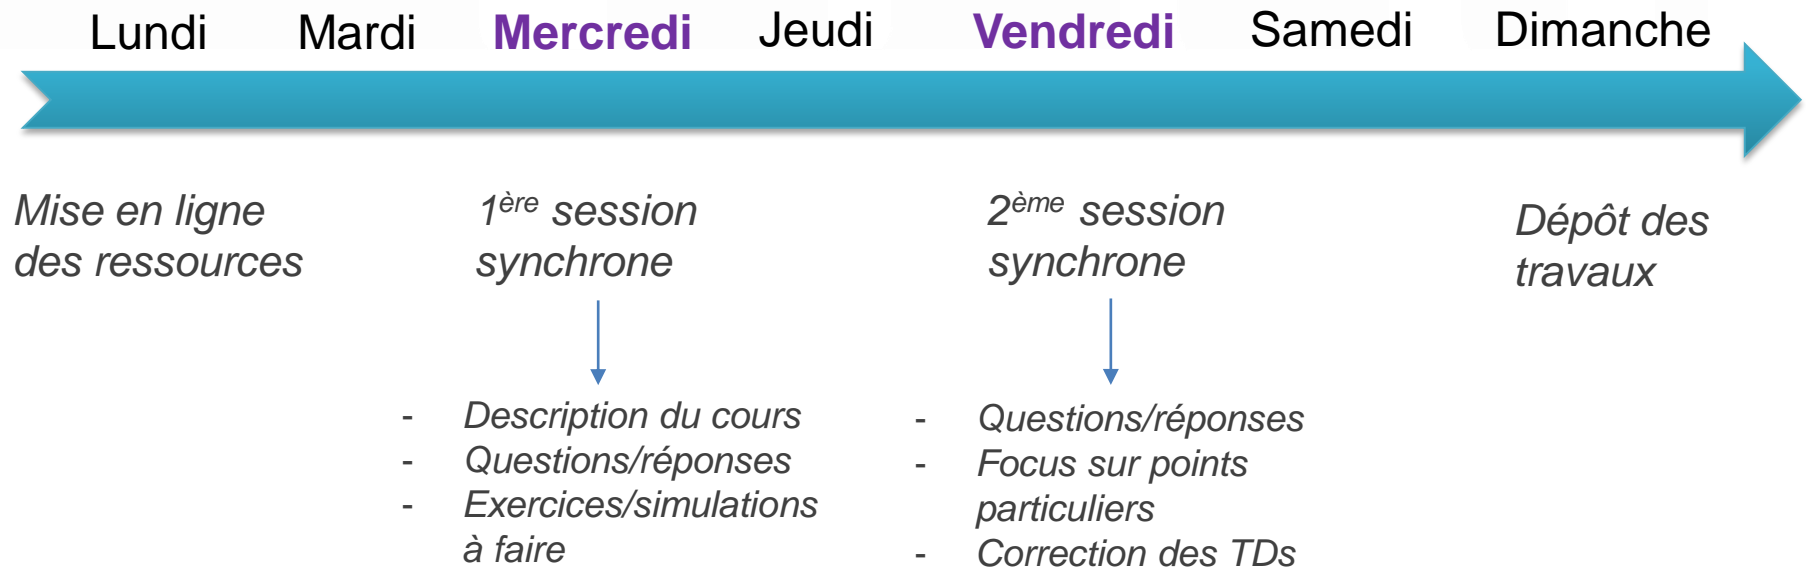 Lundi Mardi Mercredi Jeudi Vendredi Samedi Dimanche
Mise en ligne
des ressources
1ère session
synchrone
- Description du cours
- Questions/réponses
- Exercices/simulations
à faire
2ème session
synchrone
- Questions/réponses
- Focus sur points
particuliers
- Correction des TDs
Dépôt des
travaux